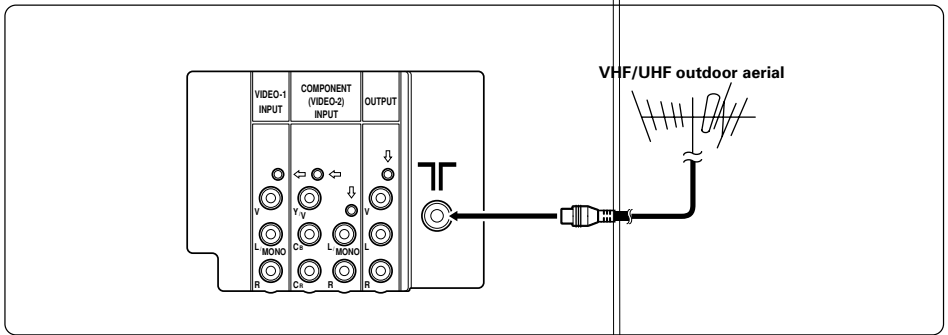 VHF/UHF outdoor aerial
VIDEO-1
INPUT
COMPONENT
(VIDEO-2)
INPUT
OUTPUT
V
Y/V
V
L/MONO
CB
L/MONO
L
R
CR
R
R